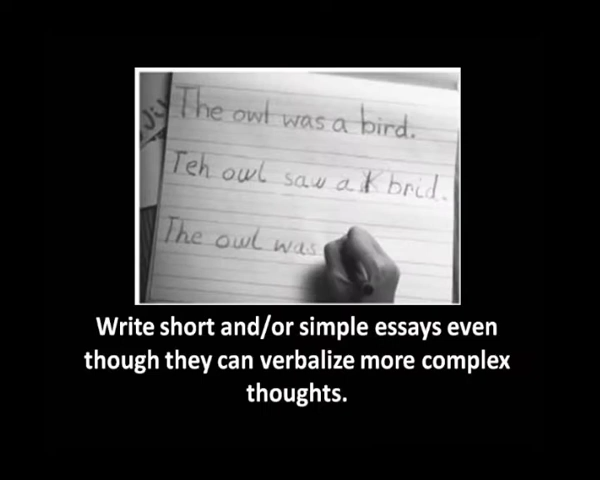 The owl was a bird.
Teh owl saw a brid.
The owl was
Write short and/or simple essays even
though they can verbalize more complex
thoughts.